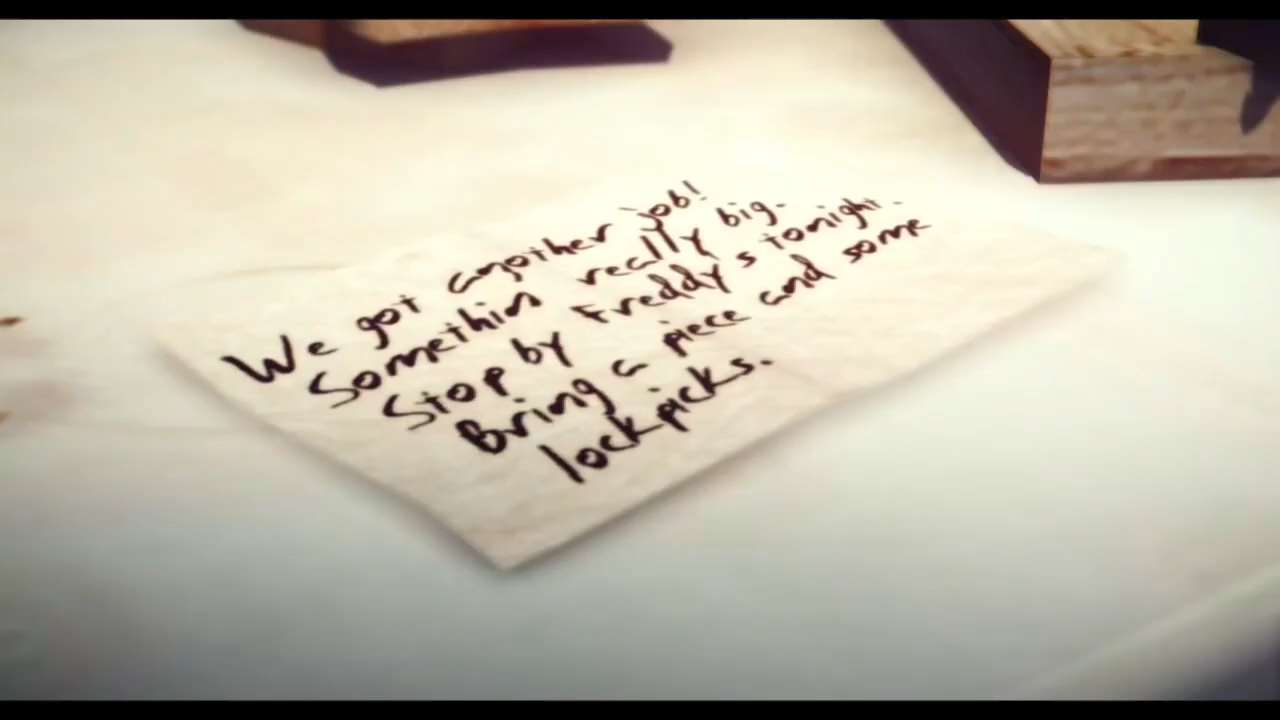 We got another job!
Somethin really big.
Stop by Freddy's tonight.
Bring a piece and some
lockpicks.